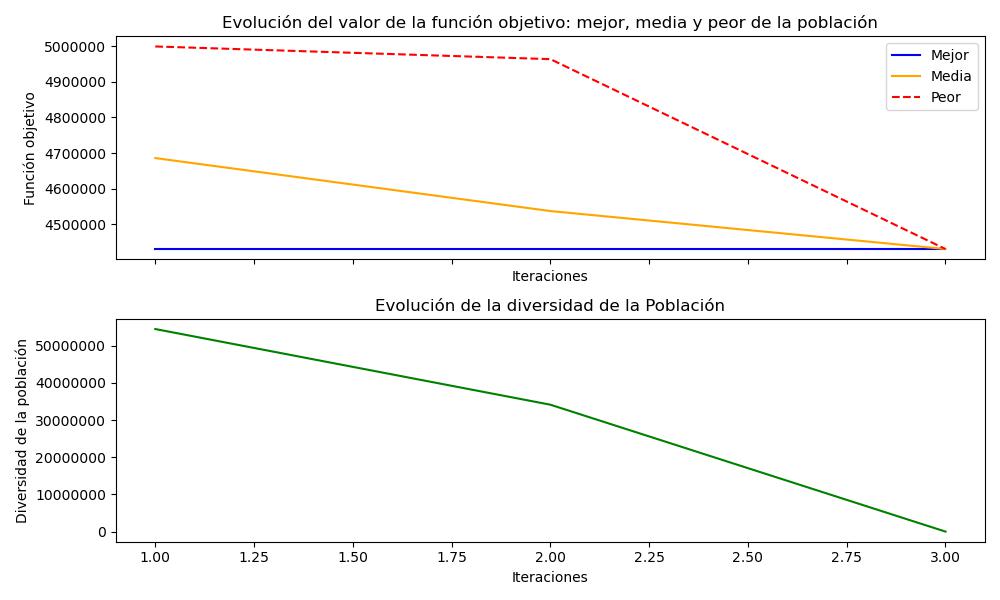 Evolución del valor de la función objetivo: mejor, media y peor de la población
Función objetivo
5000000
4900000
4800000
4700000
4600000
4500000
Mejor
Media
Peor
Iteraciones
Evolución de la diversidad de la Población
Diversidad de la población
50000000
40000000
30000000
20000000
10000000
0
1.00 1.25 1.50 1.75 2.00 2.25 2.50 2.75 3.00
Iteraciones